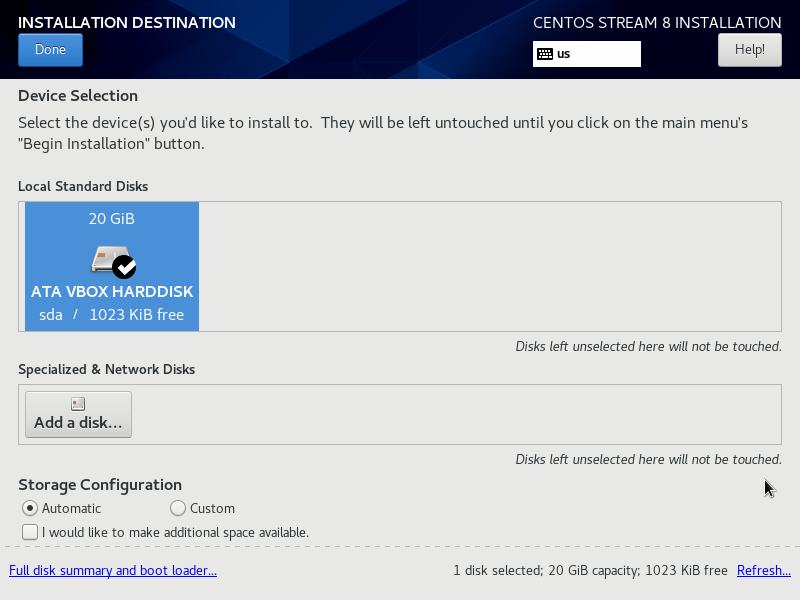 INSTALLATION DESTINATION
CENTOS STREAM 8 INSTALLATION
Done
us
Help!
Device Selection
Select the device(s) you'd like to install to.  They will be left untouched until you click on the main menu's
"Begin Installation" button.
Local Standard Disks
20 GiB
ATA VBOX HARDDISK
sda / 1023 KiB free
Disks left unselected here will not be touched.
Specialized & Network Disks
Add a disk...
Disks left unselected here will not be touched.
Storage Configuration
Automatic Custom
I would like to make additional space available.
Full disk summary and boot loader... 1 disk selected; 20 GiB capacity; 1023 KiB free Refresh...